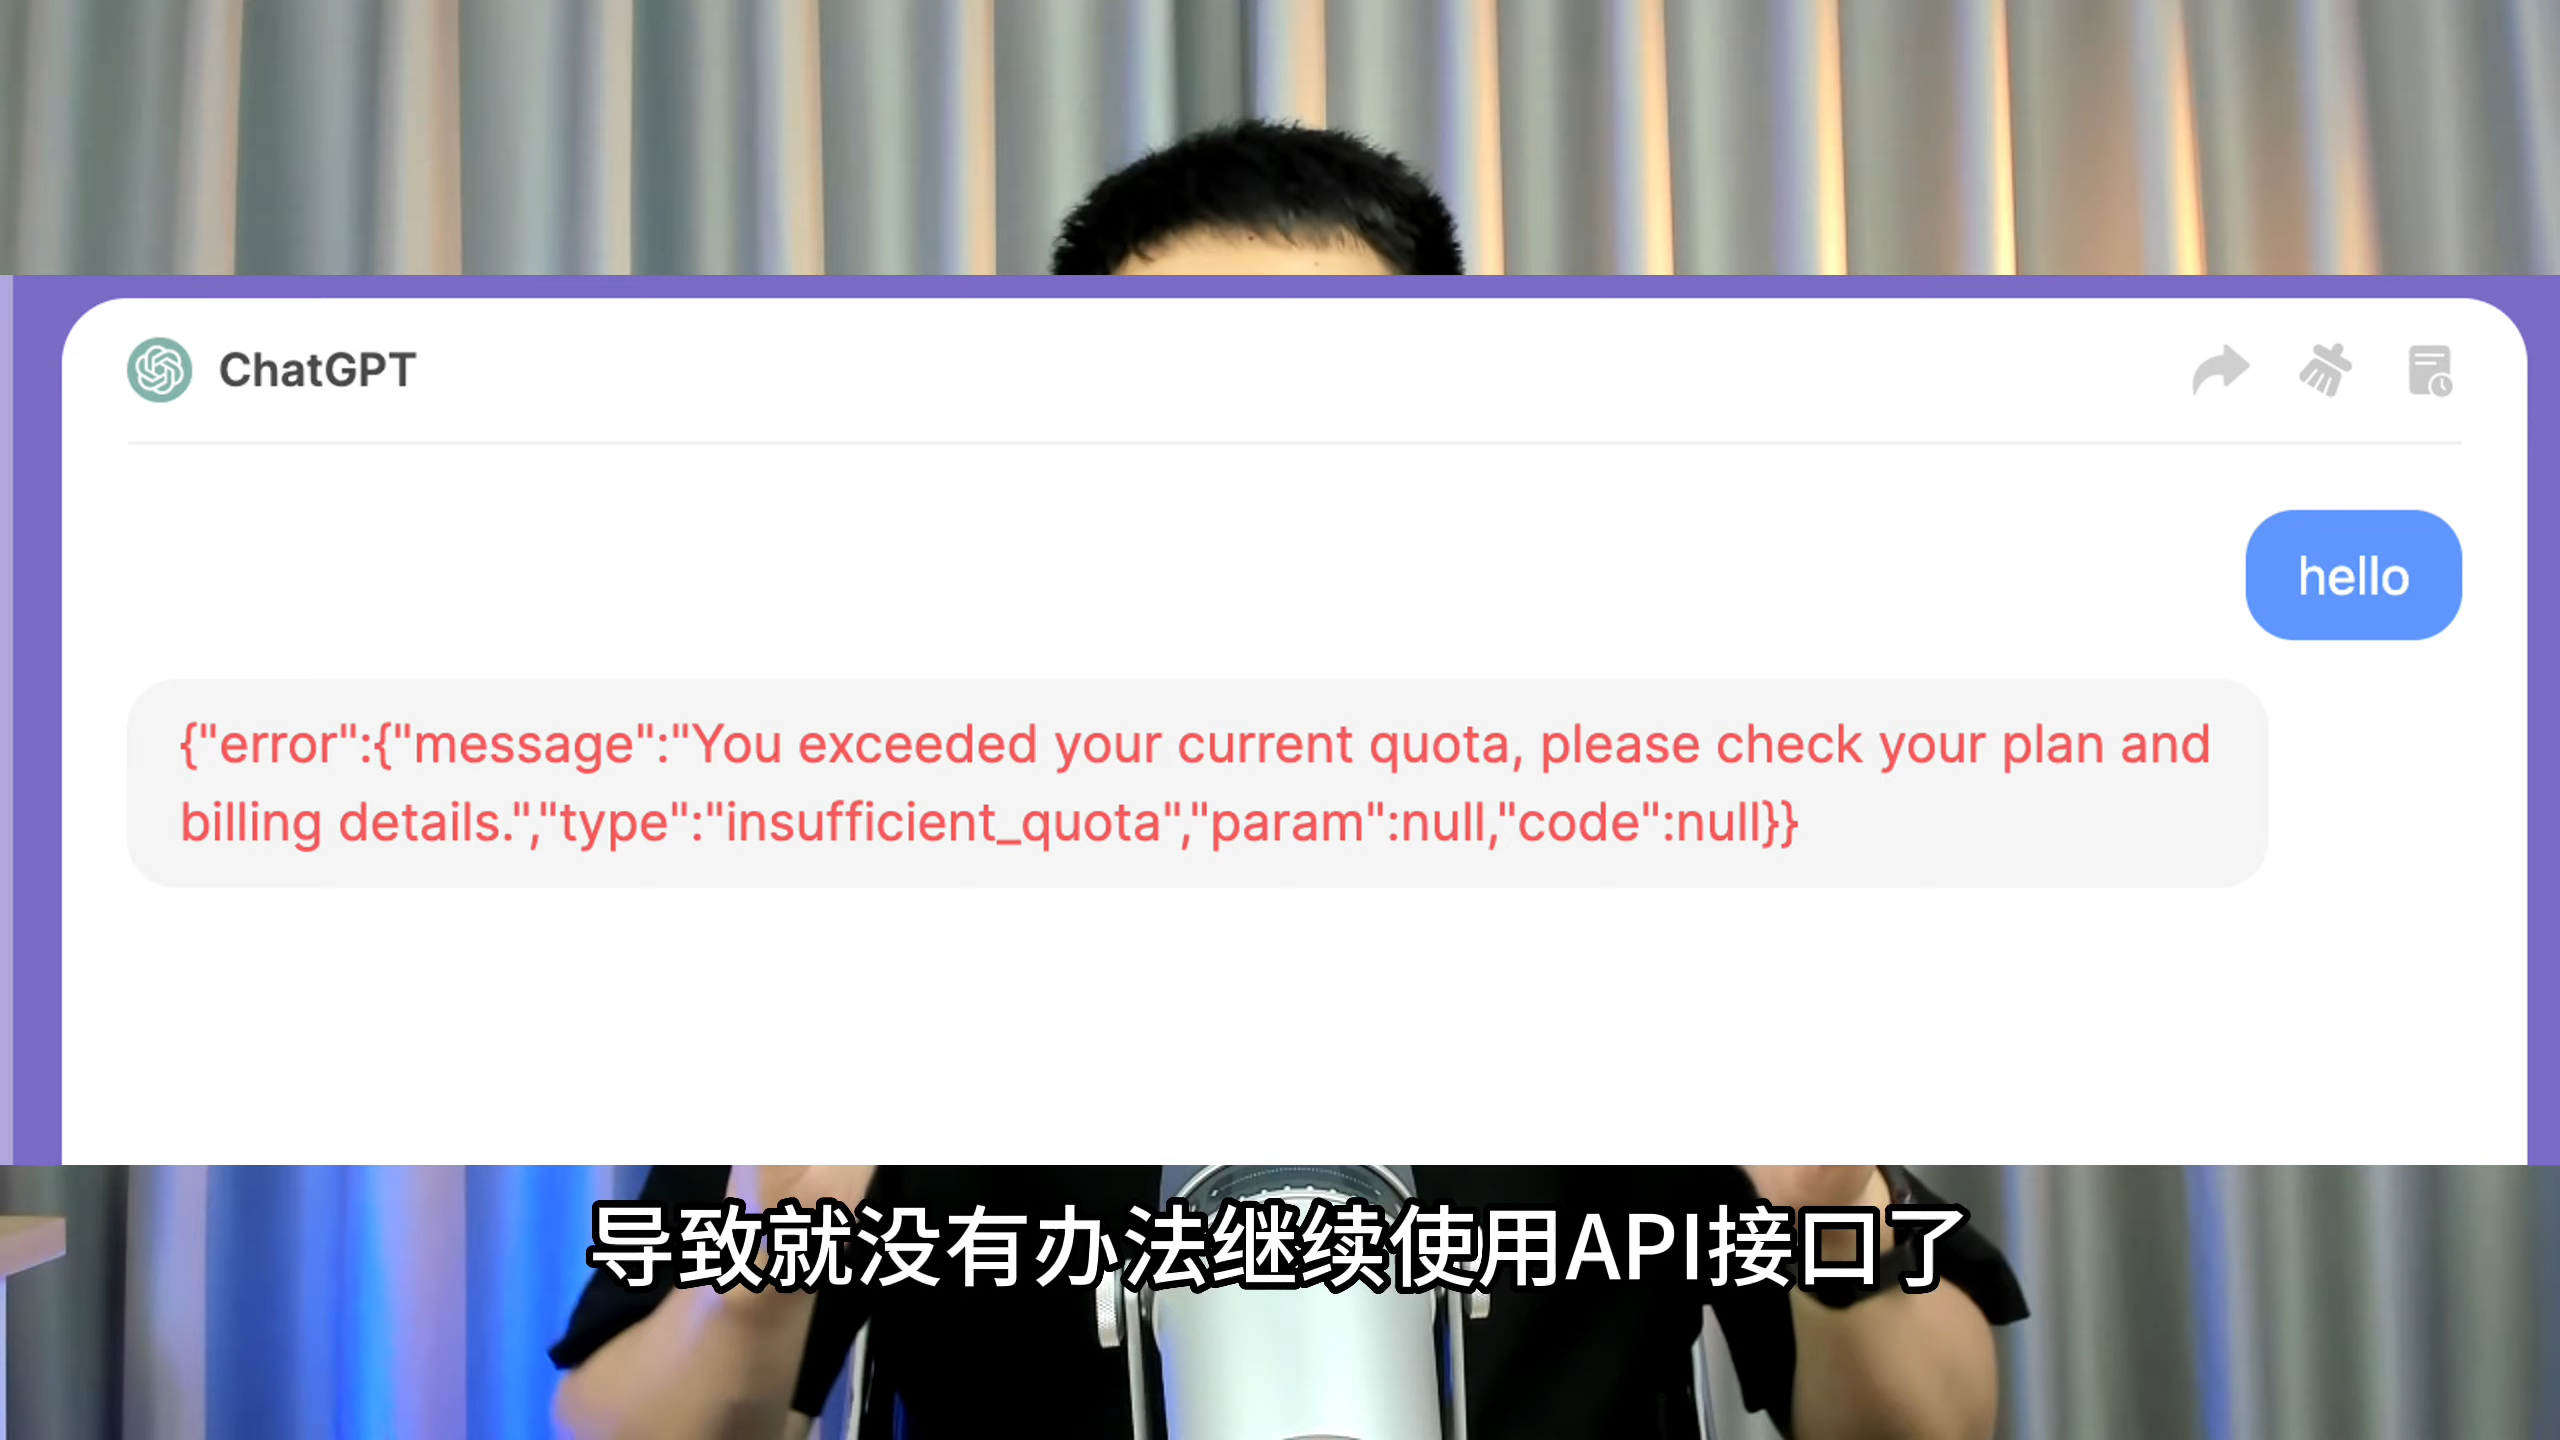 ChatGPT
hello
{"error":{"message":"You exceeded your current quota, please check your plan and
billing details.","type":"insufficient_quota","param":null,"code":null}}
导致就没有办法继续使用API接口了